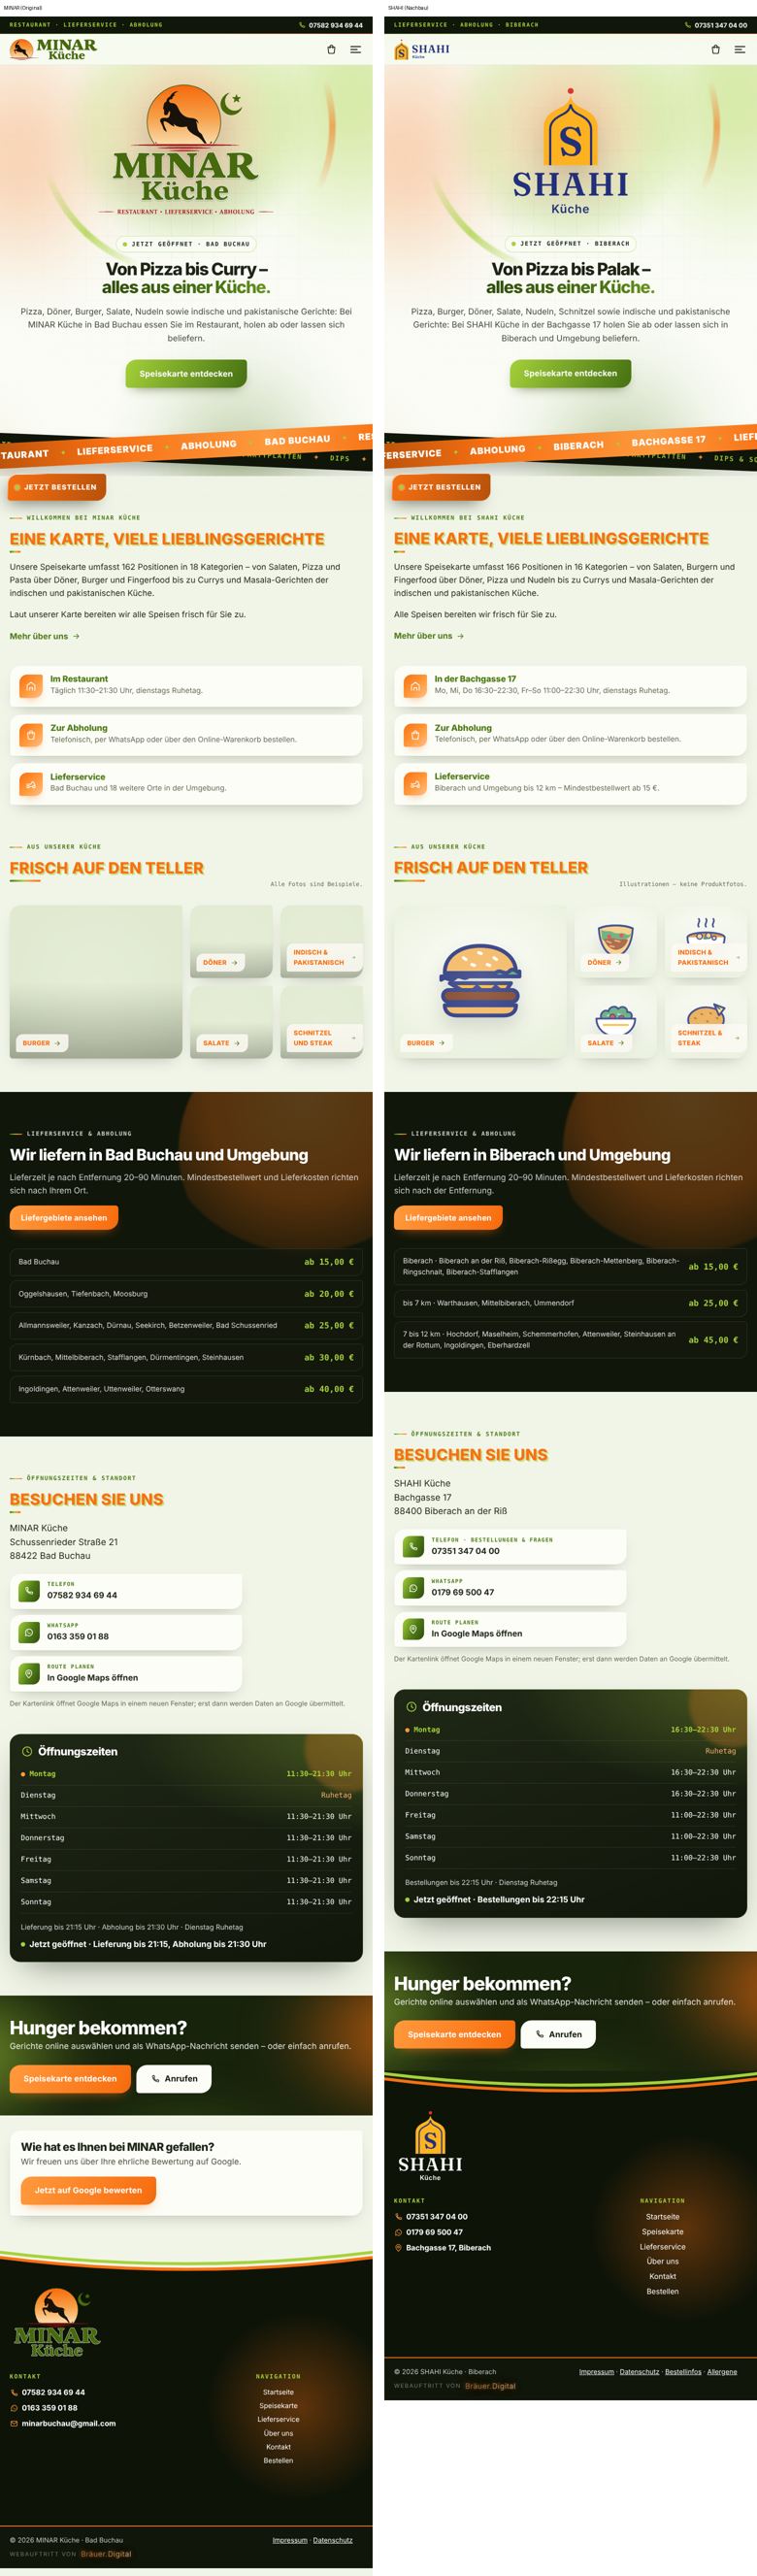 MINAR (Original)
RESTAURANT · LIEFERSERVICE · ABHOLUNG
07582 934 69 44
MINAR
Küche
MINAR
Küche
RESTAURANT • LIEFERSERVICE • ABHOLUNG
JETZT GEÖFFNET · BAD BUCHAU
Von Pizza bis Curry –
alles aus einer Küche.
Pizza, Döner, Burger, Salate, Nudeln sowie indische und pakistanische Gerichte: Bei
MINAR Küche in Bad Buchau essen Sie im Restaurant, holen ab oder lassen sich
beliefern.
Speisekarte entdecken
TAURANT LIEFERSERVICE ABHOLUNG BAD BUCHAU RE
DIPS
JETZT BESTELLEN
WILLKOMMEN BEI MINAR KÜCHE
EINE KARTE, VIELE LIEBLINGSGERICHTE
Unsere Speisekarte umfasst 162 Positionen in 18 Kategorien – von Salaten, Pizza und
Pasta über Döner, Burger und Fingerfood bis zu Currys und Masala-Gerichten der
indischen und pakistanischen Küche.
Laut unserer Karte bereiten wir alle Speisen frisch für Sie zu.
Mehr über uns →
Im Restaurant
Täglich 11:30–21:30 Uhr, dienstags Ruhetag.
Zur Abholung
Telefonisch, per WhatsApp oder über den Online-Warenkorb bestellen.
Lieferservice
Bad Buchau und 18 weitere Orte in der Umgebung.
AUS UNSERER KÜCHE
FRISCH AUF DEN TELLER
Alle Fotos sind Beispiele.
BURGER →
DÖNER →
INDISCH &
PAKISTANISCH →
SALATE →
SCHNITZEL
UND STEAK →
LIEFERSERVICE & ABHOLUNG
Wir liefern in Bad Buchau und Umgebung
Lieferzeit je nach Entfernung 20–90 Minuten. Mindestbestellwert und Lieferkosten richten
sich nach Ihrem Ort.
Liefergebiete ansehen
Bad Buchau ab 15,00 €
Oggelshausen, Tiefenbach, Moosburg ab 20,00 €
Allmannsweiler, Kanzach, Dürnau, Seekirch, Betzenweiler, Bad Schussenried ab 25,00 €
Kürnbach, Mittelbiberach, Stafflangen, Dürmentingen, Steinhausen ab 30,00 €
Ingoldingen, Attenweiler, Uttenweiler, Otterswang ab 40,00 €
ÖFFNUNGSZEITEN & STANDORT
BESUCHEN SIE UNS
MINAR Küche
Schussenrieder Straße 21
88422 Bad Buchau
TELEFON
07582 934 69 44
WHATSAPP
0163 359 01 88
ROUTE PLANEN
In Google Maps öffnen
Der Kartenlink öffnet Google Maps in einem neuen Fenster; erst dann werden Daten an Google übermittelt.
Öffnungszeiten
Montag 11:30–21:30 Uhr
Dienstag Ruhetag
Mittwoch 11:30–21:30 Uhr
Donnerstag 11:30–21:30 Uhr
Freitag 11:30–21:30 Uhr
Samstag 11:30–21:30 Uhr
Sonntag 11:30–21:30 Uhr
Lieferung bis 21:15 Uhr · Abholung bis 21:30 Uhr · Dienstag Ruhetag
Jetzt geöffnet · Lieferung bis 21:15, Abholung bis 21:30 Uhr
Hunger bekommen?
Gerichte online auswählen und als WhatsApp-Nachricht senden – oder einfach anrufen.
Speisekarte entdecken
Anrufen
Wie hat es Ihnen bei MINAR gefallen?
Wir freuen uns über Ihre ehrliche Bewertung auf Google.
Jetzt auf Google bewerten
MINAR
Küche
KONTAKT
07582 934 69 44
0163 359 01 88
minarbuchau@gmail.com
NAVIGATION
Startseite
Speisekarte
Lieferservice
Über uns
Kontakt
Bestellen
© 2026 MINAR Küche · Bad Buchau
Impressum · Datenschutz
WEBAUFTRITT VON Bräuer.Digital
SHAHI (Nachbau)
LIEFERSERVICE · ABHOLUNG · BIBERACH
07351 347 04 00
S
SHAHI
Küche
S
SHAHI
Küche
JETZT GEÖFFNET · BIBERACH
Von Pizza bis Palak –
alles aus einer Küche.
Pizza, Burger, Döner, Salate, Nudeln, Schnitzel sowie indische und pakistanische
Gerichte: Bei SHAHI Küche in der Bachgasse 17 holen Sie ab oder lassen sich in
Biberach und Umgebung beliefern.
Speisekarte entdecken
FERSERVICE ABHOLUNG BIBERACH BACHGASSE 17 LIEF
DIPS & SO
JETZT BESTELLEN
WILLKOMMEN BEI SHAHI KÜCHE
EINE KARTE, VIELE LIEBLINGSGERICHTE
Unsere Speisekarte umfasst 166 Positionen in 16 Kategorien – von Salaten, Burgern und
Fingerfood über Döner, Pizza und Nudeln bis zu Currys und Masala-Gerichten der
indischen und pakistanischen Küche.
Alle Speisen bereiten wir frisch für Sie zu.
Mehr über uns →
In der Bachgasse 17
Mo, Mi, Do 16:30–22:30, Fr–So 11:00–22:30 Uhr, dienstags Ruhetag.
Zur Abholung
Telefonisch, per WhatsApp oder über den Online-Warenkorb bestellen.
Lieferservice
Biberach und Umgebung bis 12 km – Mindestbestellwert ab 15 €.
AUS UNSERER KÜCHE
FRISCH AUF DEN TELLER
Illustrationen – keine Produktfotos.
BURGER →
DÖNER →
INDISCH &
PAKISTANISCH →
SALATE →
SCHNITZEL &
STEAK →
LIEFERSERVICE & ABHOLUNG
Wir liefern in Biberach und Umgebung
Lieferzeit je nach Entfernung 20–90 Minuten. Mindestbestellwert und Lieferkosten richten
sich nach der Entfernung.
Liefergebiete ansehen
Biberach · Biberach an der Riß, Biberach-Rißegg, Biberach-Mettenberg, Biberach-
Ringschnait, Biberach-Stafflangen ab 15,00 €
bis 7 km · Warthausen, Mittelbiberach, Ummendorf ab 25,00 €
7 bis 12 km · Hochdorf, Maselheim, Schemmerhofen, Attenweiler, Steinhausen an
der Rottum, Ingoldingen, Eberhardzell ab 45,00 €
ÖFFNUNGSZEITEN & STANDORT
BESUCHEN SIE UNS
SHAHI Küche
Bachgasse 17
88400 Biberach an der Riß
TELEFON · BESTELLUNGEN & FRAGEN
07351 347 04 00
WHATSAPP
0179 69 500 47
ROUTE PLANEN
In Google Maps öffnen
Der Kartenlink öffnet Google Maps in einem neuen Fenster; erst dann werden Daten an Google übermittelt.
Öffnungszeiten
Montag 16:30–22:30 Uhr
Dienstag Ruhetag
Mittwoch 16:30–22:30 Uhr
Donnerstag 16:30–22:30 Uhr
Freitag 11:00–22:30 Uhr
Samstag 11:00–22:30 Uhr
Sonntag 11:00–22:30 Uhr
Bestellungen bis 22:15 Uhr · Dienstag Ruhetag
Jetzt geöffnet · Bestellungen bis 22:15 Uhr
Hunger bekommen?
Gerichte online auswählen und als WhatsApp-Nachricht senden – oder einfach anrufen.
Speisekarte entdecken
Anrufen
S
SHAHI
Küche
KONTAKT
07351 347 04 00
0179 69 500 47
Bachgasse 17, Biberach
NAVIGATION
Startseite
Speisekarte
Lieferservice
Über uns
Kontakt
Bestellen
© 2026 SHAHI Küche · Biberach
Impressum · Datenschutz · Bestellinfos · Allergene
WEBAUFTRITT VON Bräuer.Digital